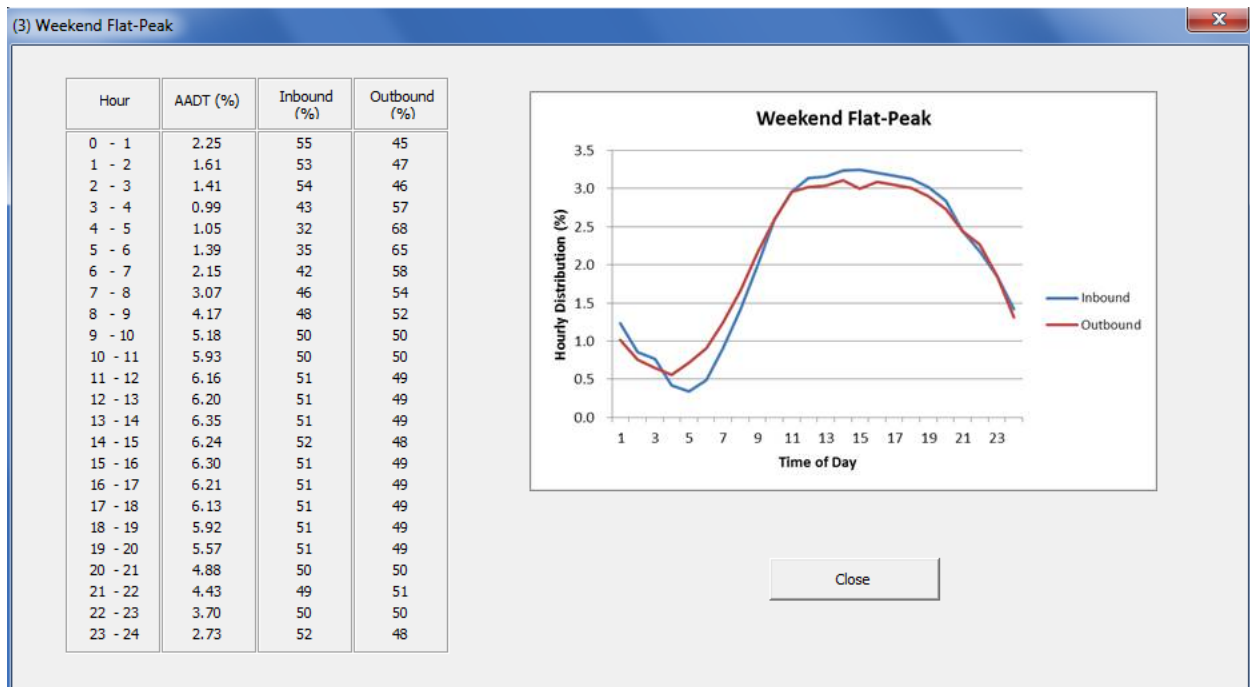 (3) Weekend Flat-Peak
X
Hour AADT (%) Inbound (%) Outbound (%)
0 - 1 2.25 55 45
1 - 2 1.61 53 47
2 - 3 1.41 54 46
3 - 4 0.99 43 57
4 - 5 1.05 32 68
5 - 6 1.39 35 65
6 - 7 2.15 42 58
7 - 8 3.07 46 54
8 - 9 4.17 48 52
9 - 10 5.18 50 50
10 - 11 5.93 50 50
11 - 12 6.16 51 49
12 - 13 6.20 51 49
13 - 14 6.35 51 49
14 - 15 6.24 52 48
15 - 16 6.30 51 49
16 - 17 6.21 51 49
17 - 18 6.13 51 49
18 - 19 5.92 51 49
19 - 20 5.57 51 49
20 - 21 4.88 50 50
21 - 22 4.43 49 51
22 - 23 3.70 50 50
23 - 24 2.73 52 48
Weekend Flat-Peak
Hourly Distribution (%)
3.5
3.0
2.5
2.0
1.5
1.0
0.5
0.0
1 3 5 7 9 11 13 15 17 19 21 23
Time of Day
Inbound
Outbound
Close